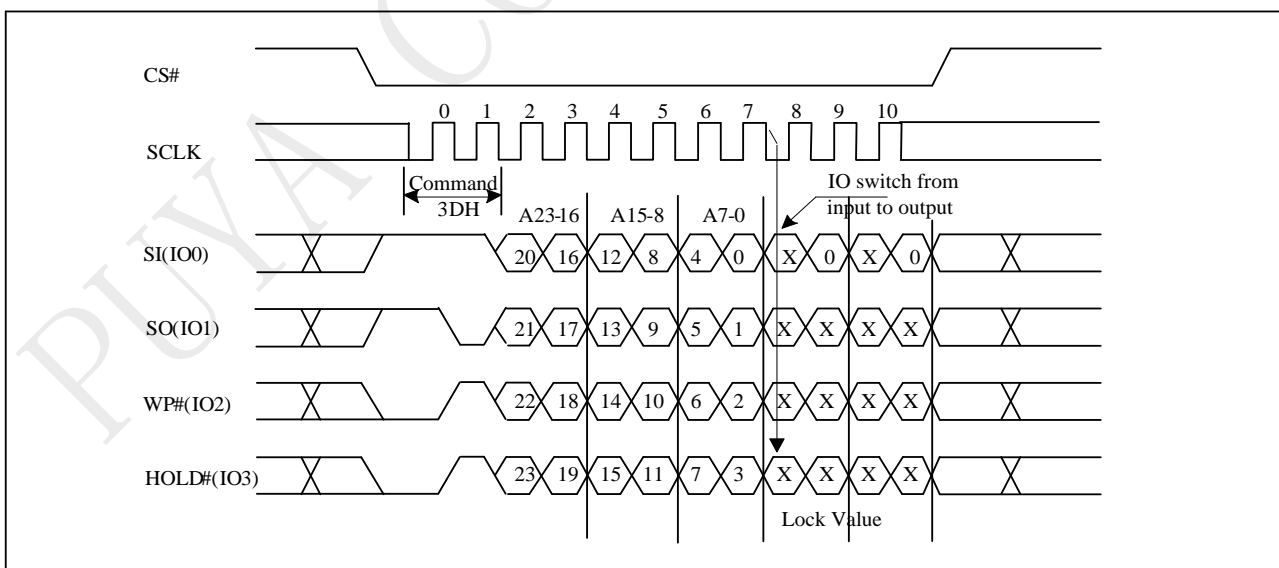 PUYA CO
CS#
0 1 2 3 4 5 6 7 8 9 10
SCLK
Command
3DH
IO switch from
input to output
A23-16 A15-8 A7-0
SI(IO0) 20 16 12 8 4 0 X 0 X 0
SO(IO1) 21 17 13 9 5 1 X X X X
WP#(IO2) 22 18 14 10 6 2 X X X X
HOLD#(IO3) 23 19 15 11 7 3 X X X X
Lock Value